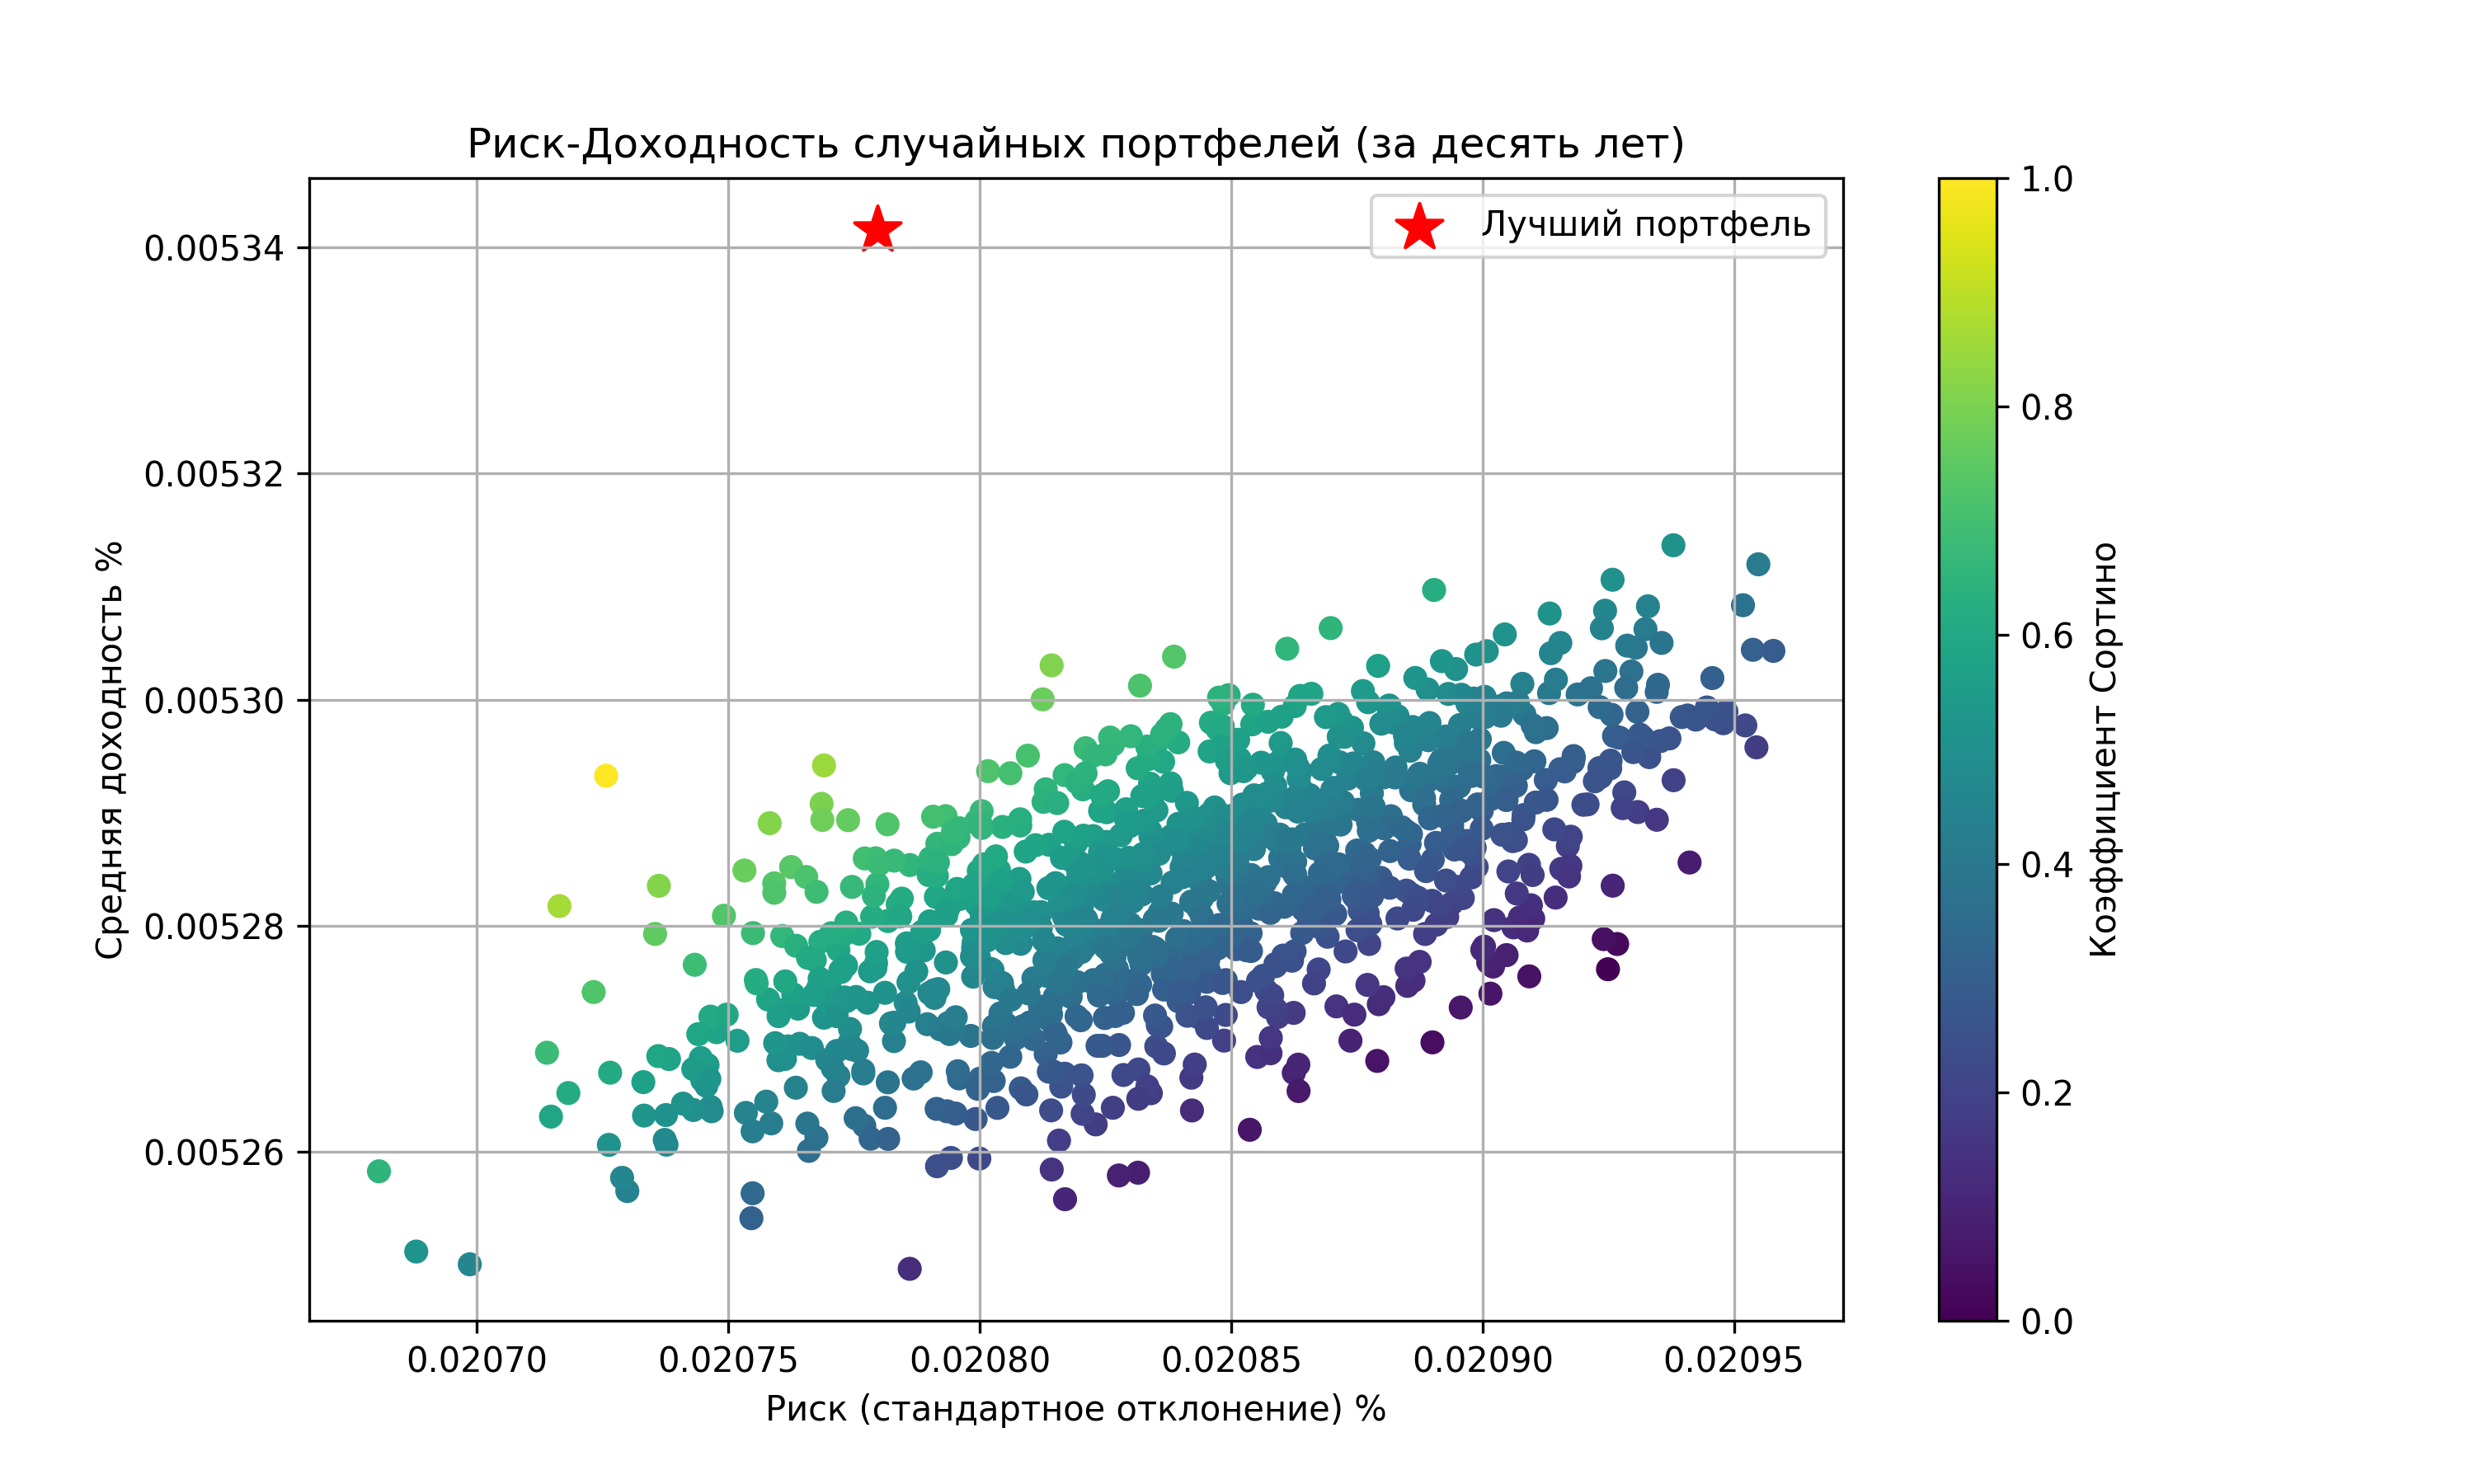 Риск-Доходность случайных портфелей (за десять лет)
Лучший портфель
Средняя доходность %
0.00534
0.00532
0.00530
0.00528
0.00526
0.02070 0.02075 0.02080 0.02085 0.02090 0.02095
Риск (стандартное отклонение) %
1.0
0.8
0.6
0.4
0.2
0.0
Коэффициент Сортино